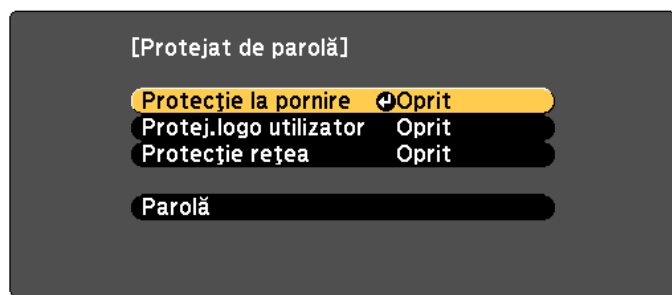 [Protejat de parolă]
Protecţie la pornire Oprit
Protej.logo utilizator Oprit
Protecţie reţea Oprit
Parolă